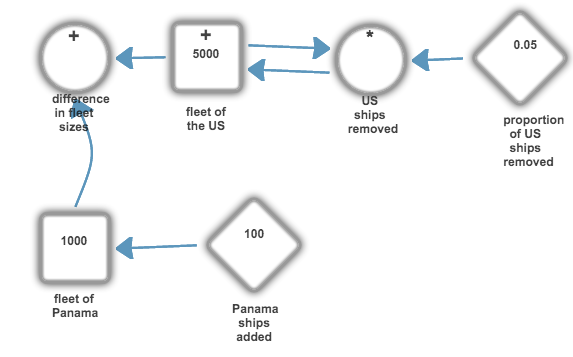 +
difference
in fleet
sizes
+
5000
fleet of
the US
*
US
ships
removed
0.05
proportion
of US
ships
removed
1000
fleet of
Panama
100
Panama
ships
added